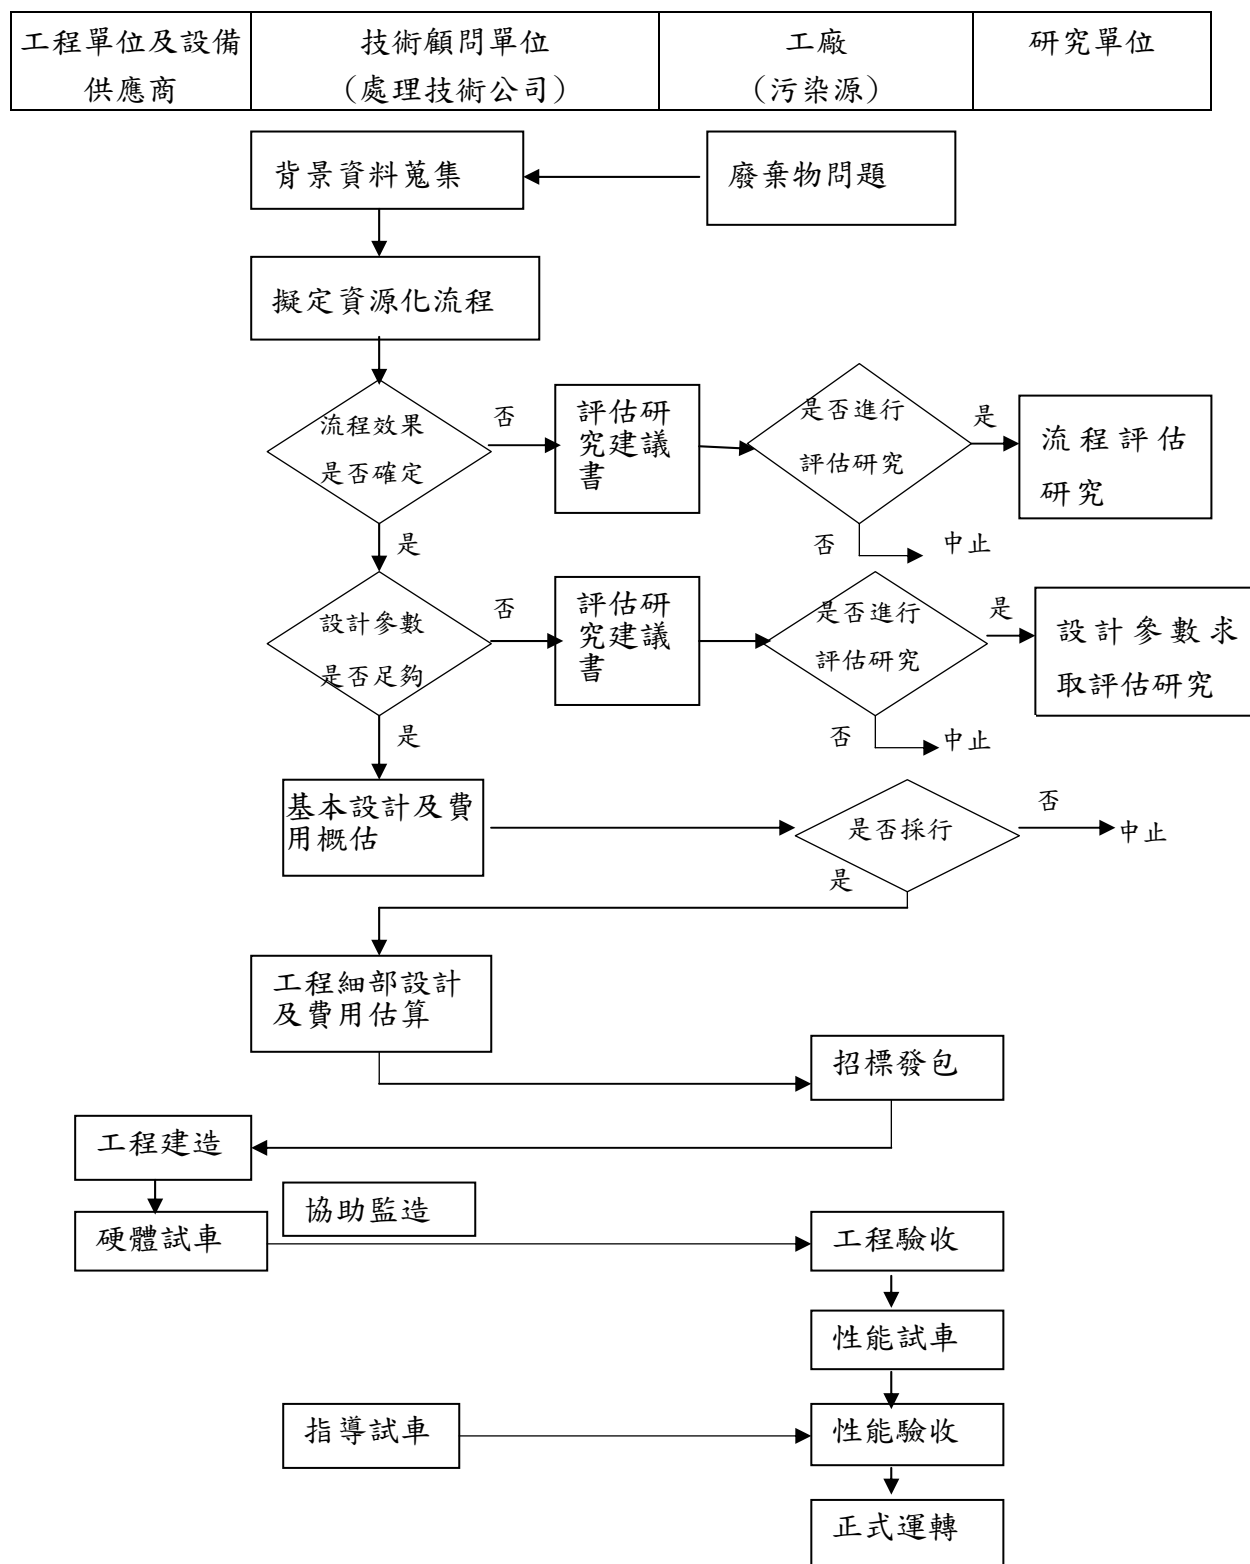 工程單位及設備
供應商
技術顧問單位
（處理技術公司）
工廠
（污染源）
研究單位
背景資料蒐集
廢棄物問題
擬定資源化流程
流程效果
是否確定
否
評估研
究建議
書
是否進行
評估研究
是
流程評估
研究
是
否
中止
設計參數
是否足夠
否
評估研
究建議
書
是否進行
評估研究
是
設計參數求
取評估研究
是
否
中止
基本設計及費
用概估
是否採行
否
中止
是
工程細部設計
及費用估算
招標發包
工程建造
協助監造
硬體試車
工程驗收
性能試車
指導試車
性能驗收
正式運轉